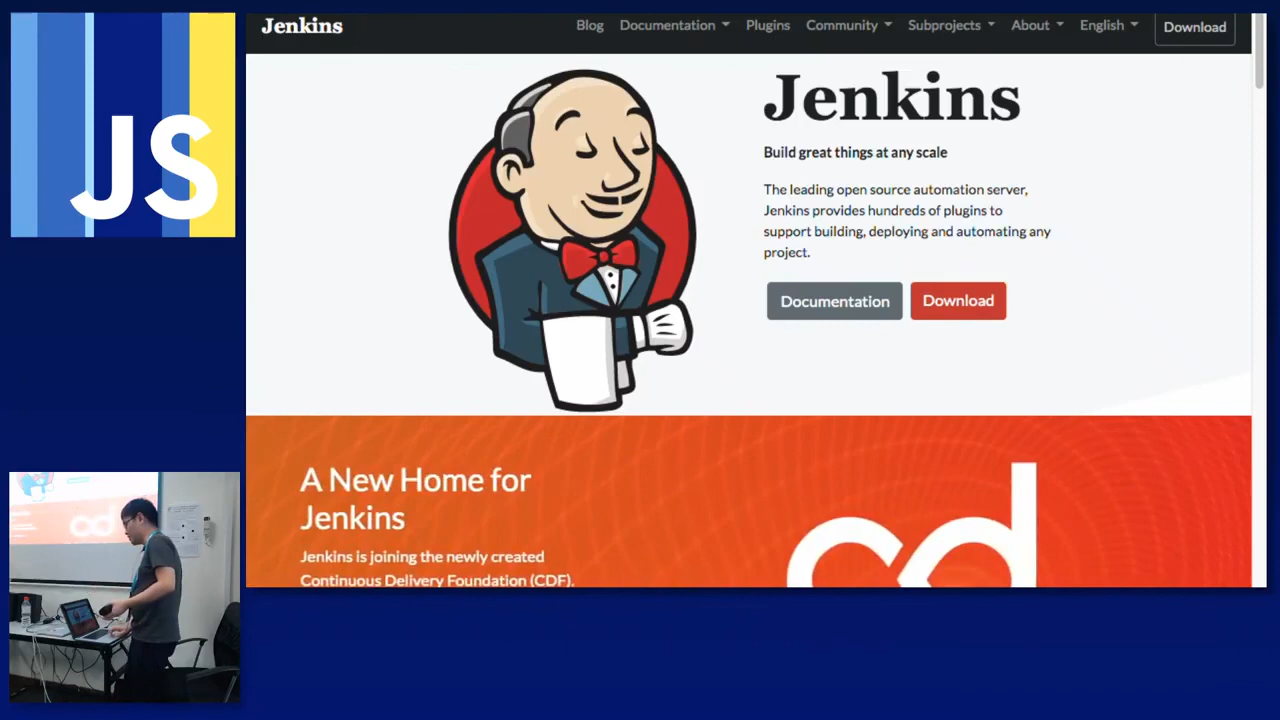 JS
Jenkins
Blog Documentation Plugins Community Subprojects About English Download
Jenkins
Build great things at any scale
The leading open source automation server,
Jenkins provides hundreds of plugins to
support building, deploying and automating any
project.
Documentation Download
A New Home for
Jenkins
Jenkins is joining the newly created
Continuous Delivery Foundation (CDF).
cd
cd